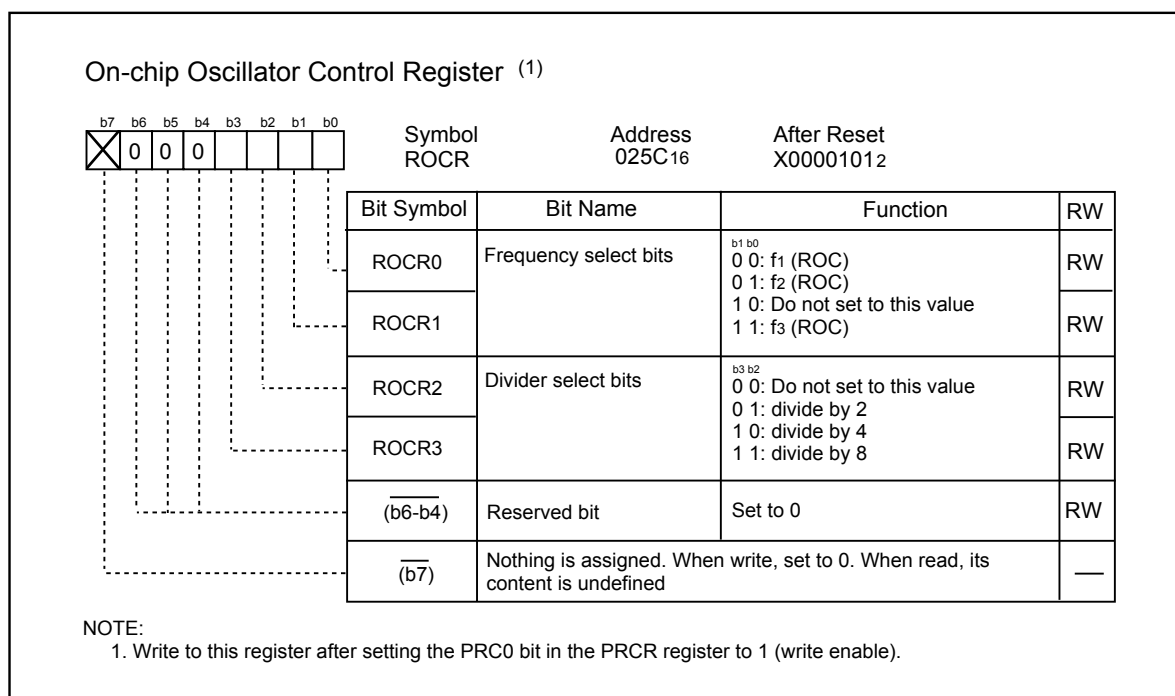 On-chip Oscillator Control Register (1)
b7 b6 b5 b4 b3 b2 b1 b0
0 0 0
Symbol Address After Reset
ROCR 025C16 X00001012
Bit Symbol Bit Name Function RW
ROCR0 Frequency select bits b1 b0 RW
0 0: f1 (ROC)
0 1: f2 (ROC)
1 0: Do not set to this value
1 1: f3 (ROC)
ROCR1 RW
ROCR2 Divider select bits b3 b2 RW
0 0: Do not set to this value
0 1: divide by 2
1 0: divide by 4
1 1: divide by 8
ROCR3 RW
(b6-b4) Reserved bit Set to 0 RW
(b7) Nothing is assigned. When write, set to 0. When read, its
content is undefined —
NOTE:
1. Write to this register after setting the PRC0 bit in the PRCR register to 1 (write enable).